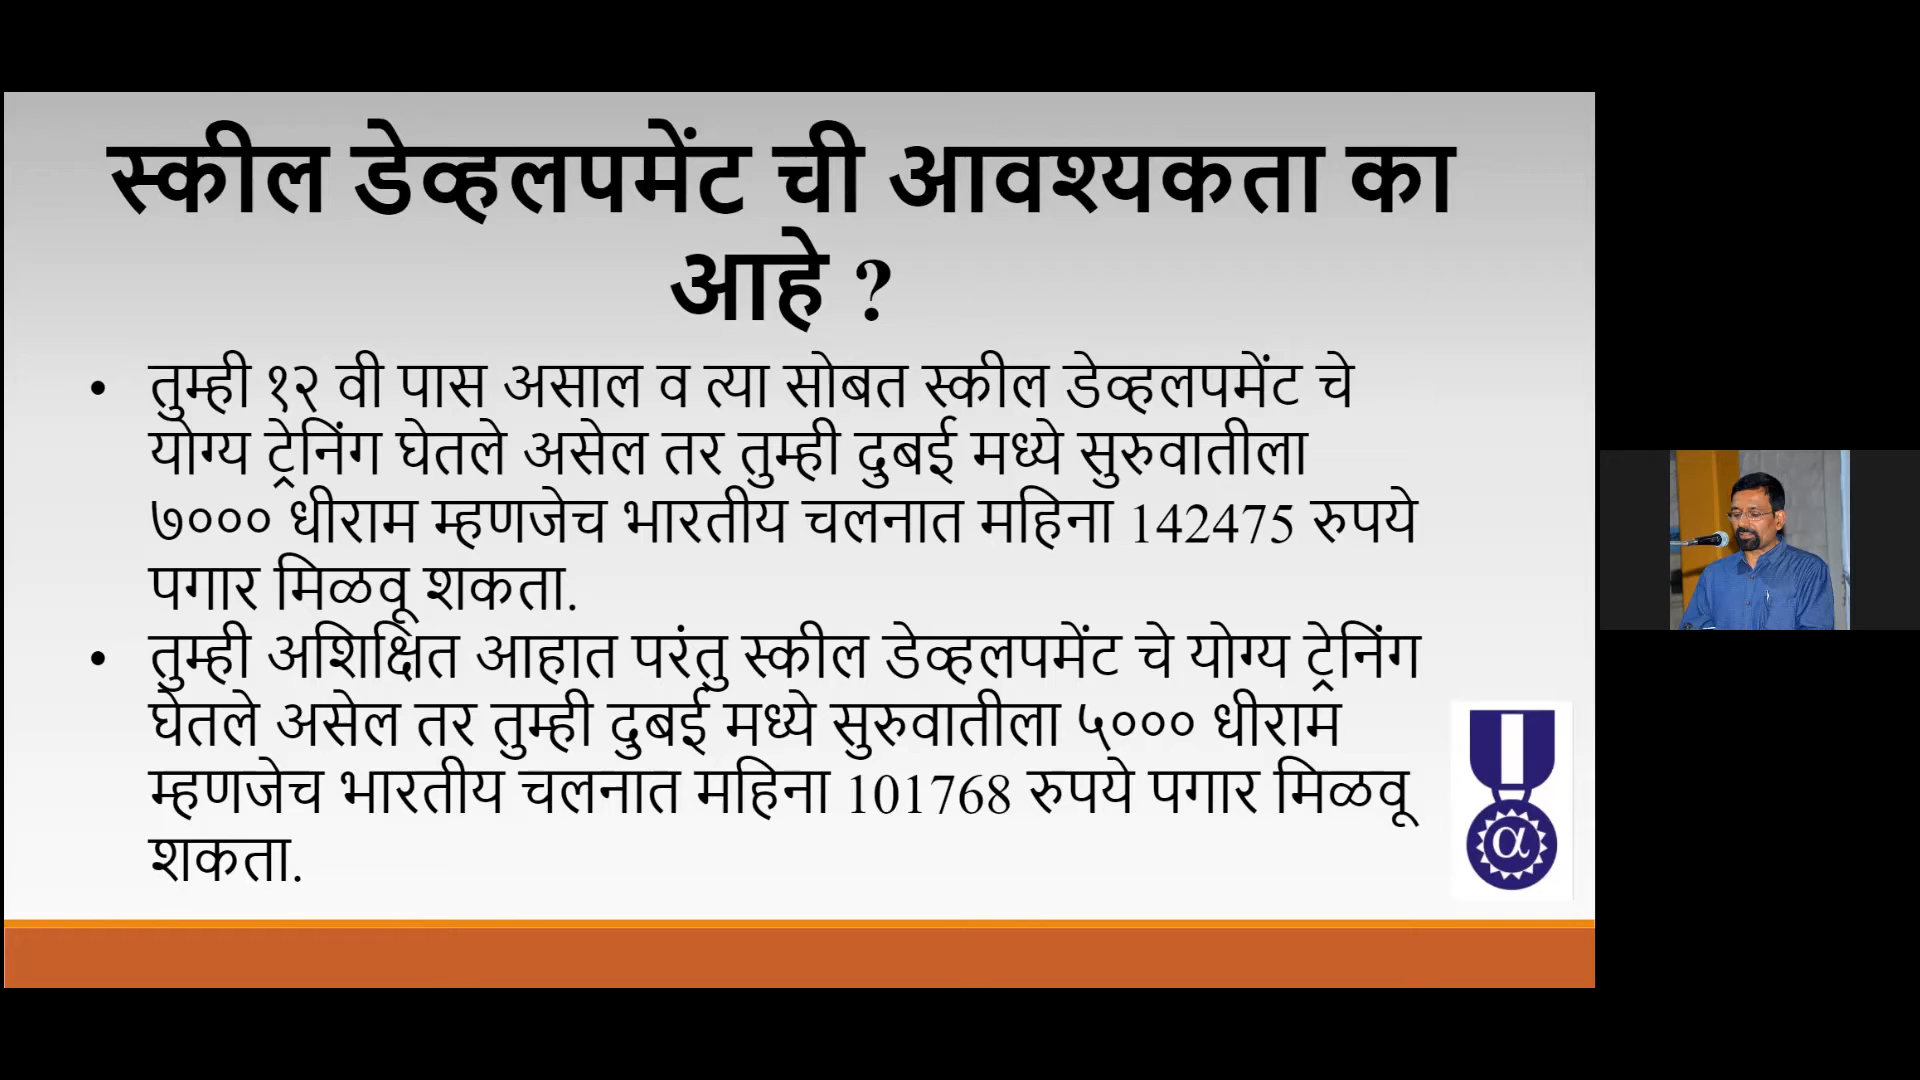 स्कील डेव्हलपमेंट ची आवश्यकता का
आहे ?
• तुम्ही १२ वी पास असाल व त्या सोबत स्कील डेव्हलपमेंट चे
योग्य ट्रेनिंग घेतले असेल तर तुम्ही दुबई मध्ये सुरुवातीला
७००० धीराम म्हणजेच भारतीय चलनात महिना 142475 रुपये
पगार मिळवू शकता.
• तुम्ही अशिक्षित आहात परंतु स्कील डेव्हलपमेंट चे योग्य ट्रेनिंग
घेतले असेल तर तुम्ही दुबई मध्ये सुरुवातीला ५००० धीराम
म्हणजेच भारतीय चलनात महिना 101768 रुपये पगार मिळवू
शकता.
α